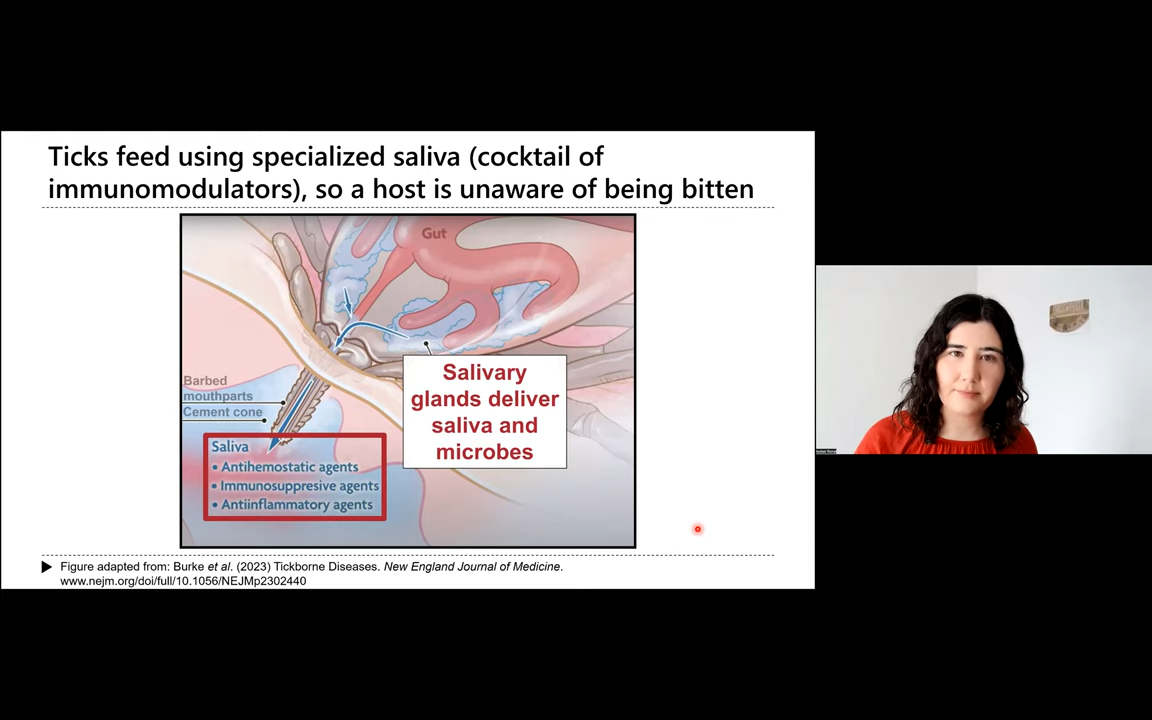 Ticks feed using specialized saliva (cocktail of
immunomodulators), so a host is unaware of being bitten
Gut
Barbed
mouthparts
Cement cone
Salivary
glands deliver
saliva and
microbes
Saliva
• Antihemostatic agents
• Immunosuppresive agents
• Antiinflammatory agents
Figure adapted from: Burke et al. (2023) Tickborne Diseases. New England Journal of Medicine.
www.nejm.org/doi/full/10.1056/NEJMp2302440